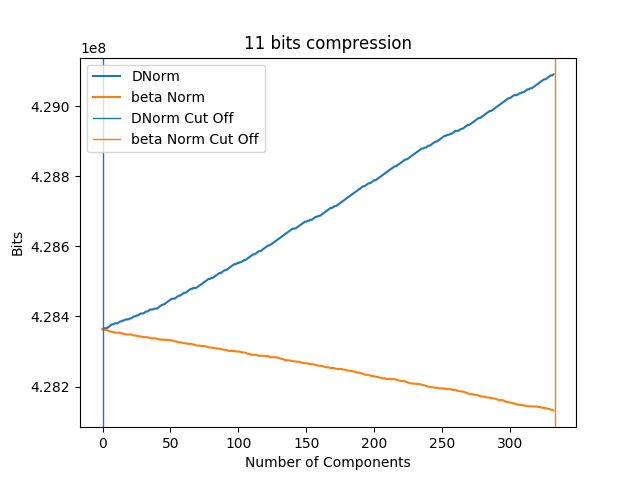 11 bits compression
1e8
DNorm
beta Norm
DNorm Cut Off
beta Norm Cut Off
4.290
4.288
4.286
4.284
4.282
Bits
0 50 100 150 200 250 300
Number of Components